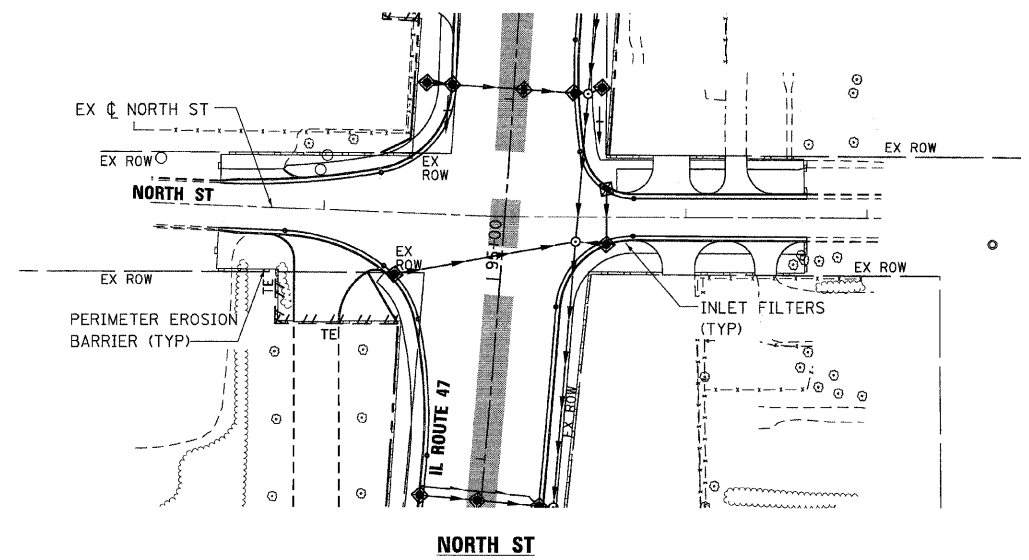 EX ℄ NORTH ST
EX ROW
EX
ROW
EX ROW
NORTH ST
EX
ROW
195+00
EX ROW
TE
EX ROW
PERIMETER EROSION
BARRIER (TYP)
TE
INLET FILTERS
(TYP)
EX ROW
IL ROUTE 47
NORTH ST